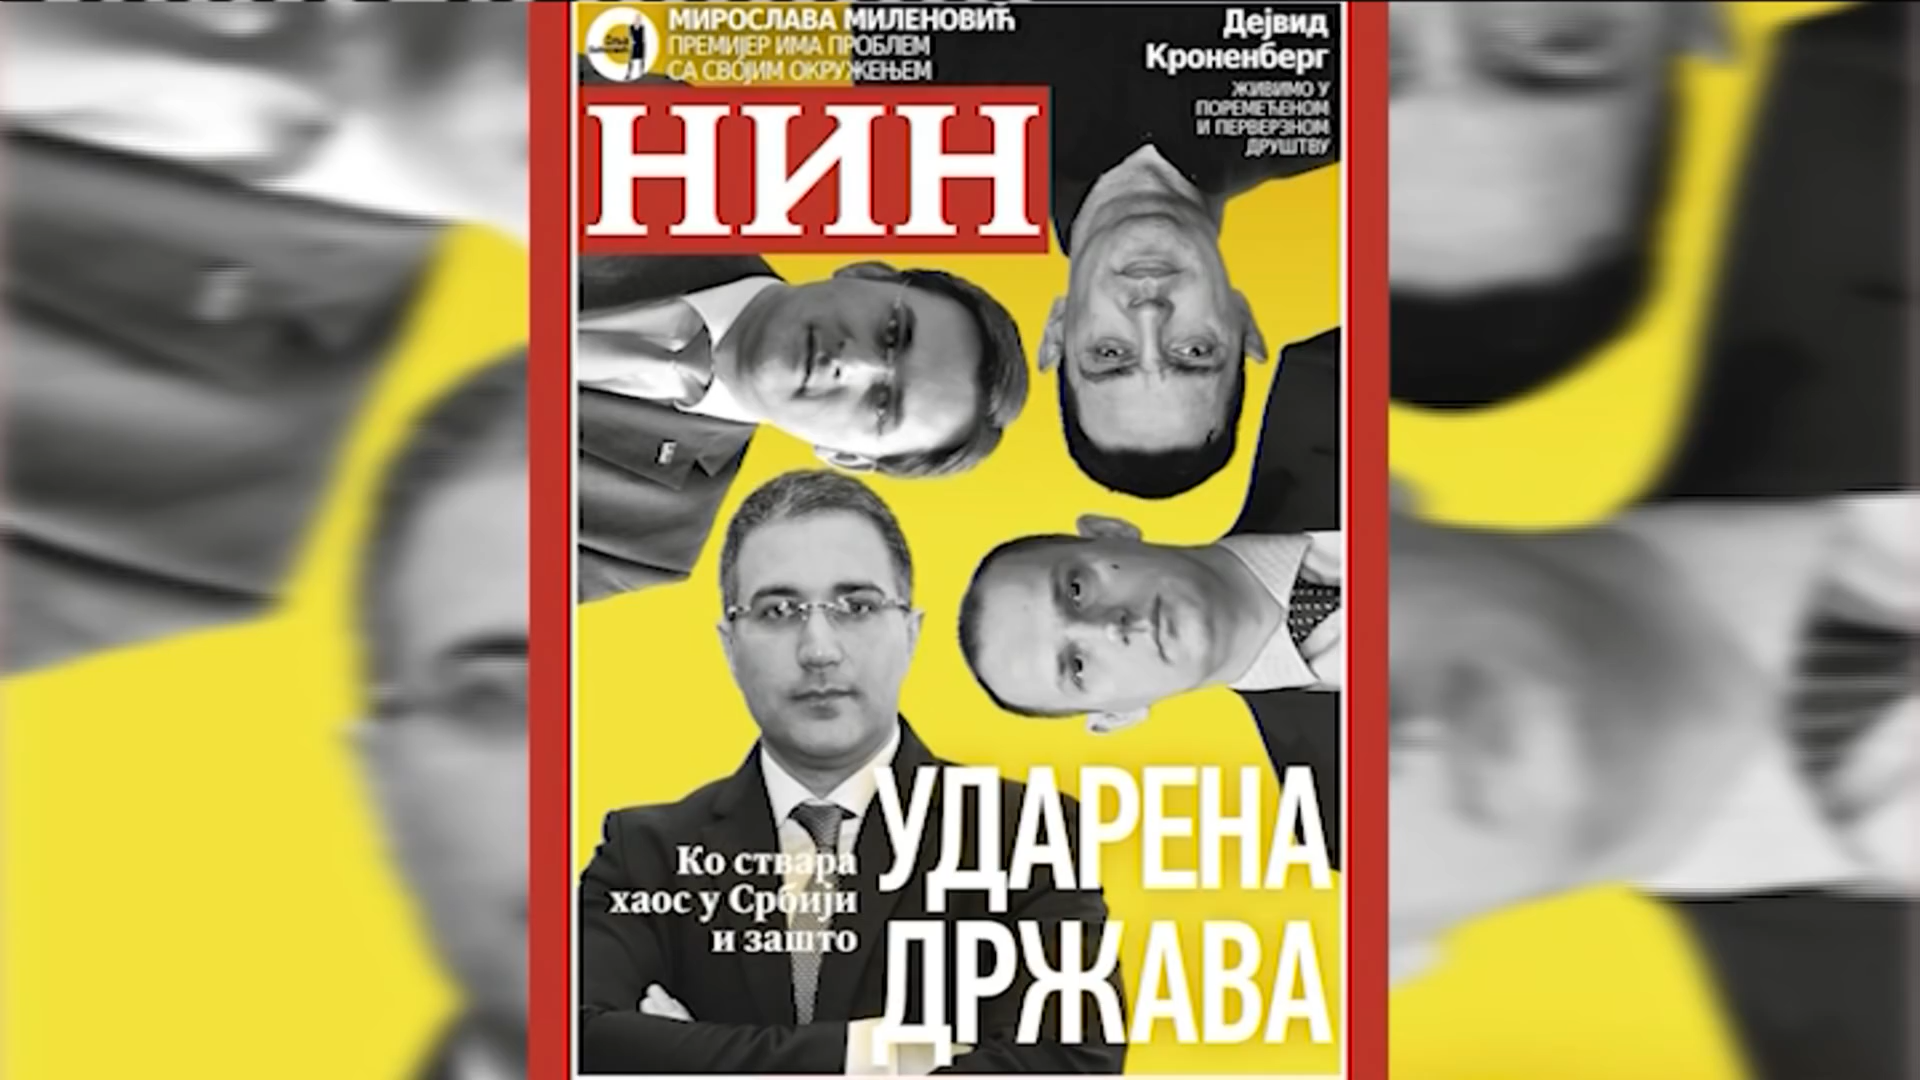 МИРОСЛАВА МИЛЕНОВИЋ
ПРЕМИЈЕР ИМА ПРОБЛЕМ
СА СВОЈИМ ОКРУЖЕЊЕМ
Дејвид
Кроненберг
ЖИВИМО У
ПОРЕМЕЋЕНОМ
И ПЕРВЕРЗНОМ
ДРУШТВУ
НИН
Ко ствара
хаос у Србији
и зашто
УДАРЕНА
ДРЖАВА